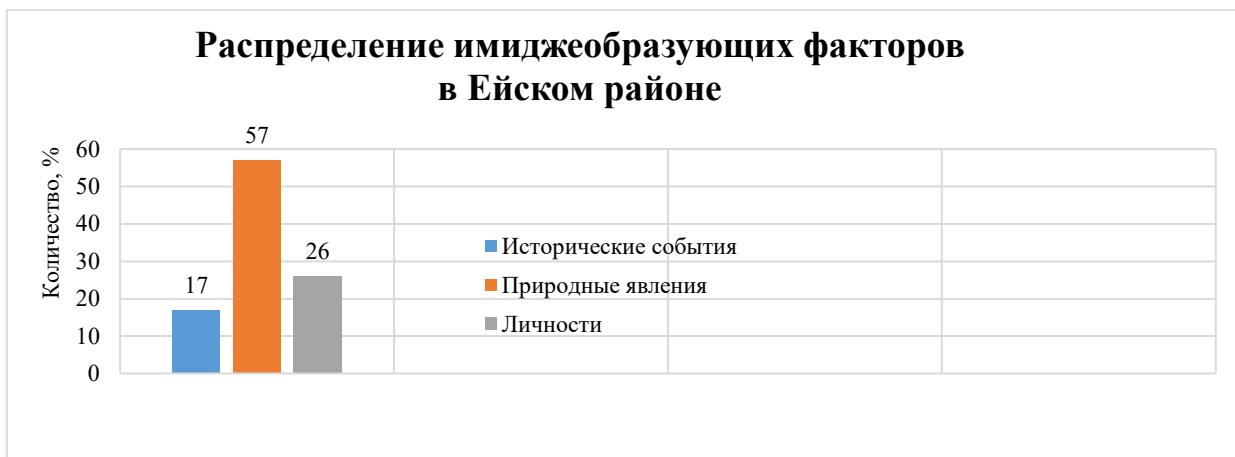 Распределение имиджеобразующих факторов
в Ейском районе
Количество, %
60
50
40
30
20
10
0
17
57
26
Исторические события
Природные явления
Личности